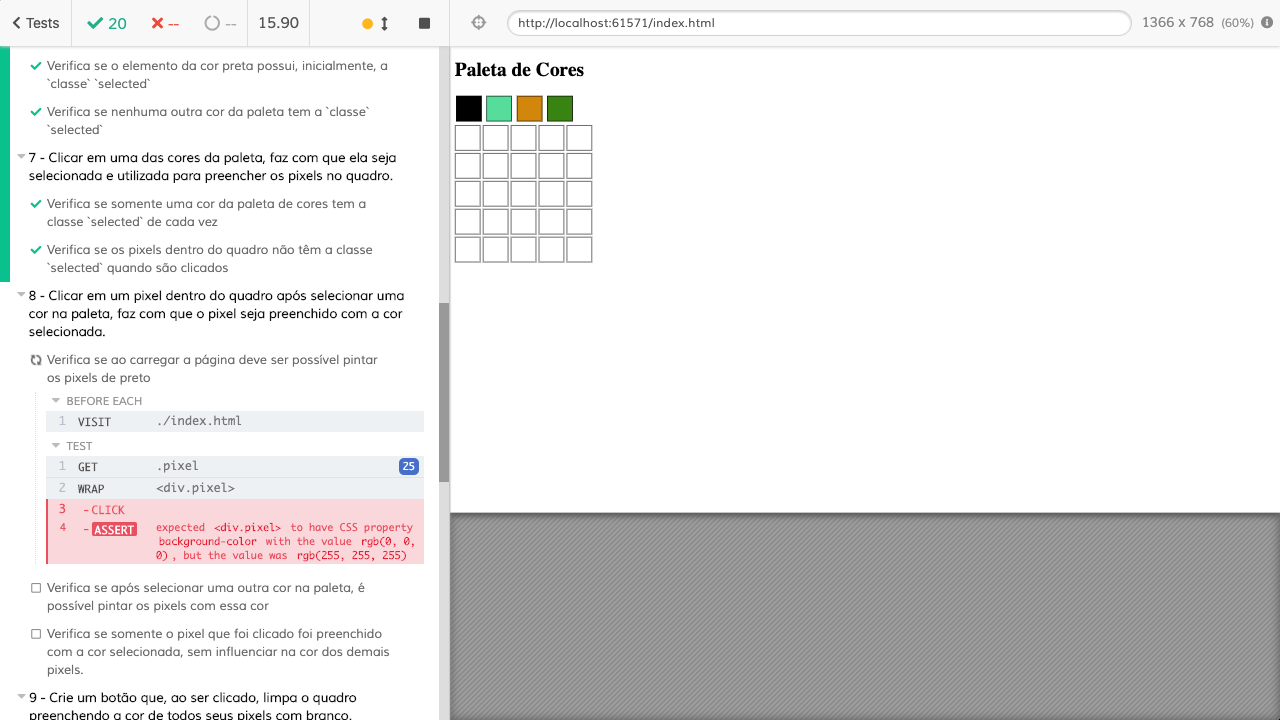 Tests 20 -- -- 15.90 http://localhost:61571/index.html 1366 x 768 (60%)
Verifica se o elemento da cor preta possui, inicialmente, a
`classe` `selected`
Verifica se nenhuma outra cor da paleta tem a `classe`
`selected`
7 - Clicar em uma das cores da paleta, faz com que ela seja
selecionada e utilizada para preencher os pixels no quadro.
Verifica se somente uma cor da paleta de cores tem a
classe `selected` de cada vez
Verifica se os pixels dentro do quadro não têm a classe
`selected` quando são clicados
8 - Clicar em um pixel dentro do quadro após selecionar uma
cor na paleta, faz com que o pixel seja preenchido com a cor
selecionada.
Verifica se ao carregar a página deve ser possível pintar
os pixels de preto
BEFORE EACH
1 VISIT ./index.html
TEST
1 GET .pixel 25
2 WRAP <div.pixel>
3 -CLICK
4 -ASSERT expected <div.pixel> to have CSS property
background-color with the value rgb(0, 0,
0), but the value was rgb(255, 255, 255)
Verifica se após selecionar uma outra cor na paleta, é
possível pintar os pixels com essa cor
Verifica se somente o pixel que foi clicado foi preenchido
com a cor selecionada, sem influenciar na cor dos demais
pixels.
9 - Crie um botão que, ao ser clicado, limpa o quadro
preenchendo a cor de todos seus pixels com branco.
Paleta de Cores